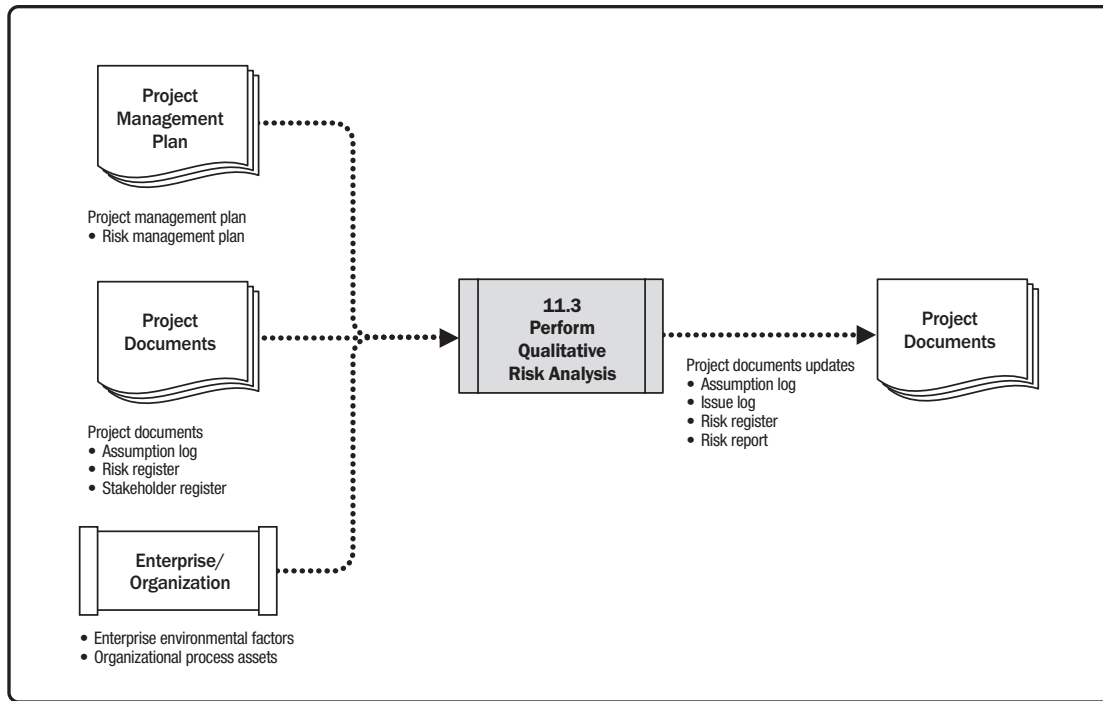 Project
Management
Plan
Project management plan
• Risk management plan
Project
Documents
Project documents
• Assumption log
• Risk register
• Stakeholder register
Enterprise/
Organization
• Enterprise environmental factors
• Organizational process assets
11.3
Perform
Qualitative
Risk Analysis
Project documents updates
• Assumption log
• Issue log
• Risk register
• Risk report
Project
Documents